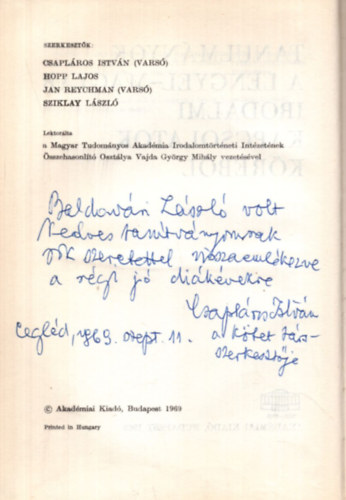 SZERKESZTŐK:
CSAPLÁROS ISTVÁN (VARSÓ)
HOPP LAJOS
JAN REYCHMAN (VARSÓ)
SZIKLAY LÁSZLÓ
Lektorálta
a Magyar Tudományos Akadémia Irodalomtörténeti Intézetének
Összehasonlító Osztálya Vajda György Mihály vezetésével
László volt
kedves tanítványomnak
sok szeretettel visszaemlékezve
a régi jó diákévekre
Csapláros István
Cegléd, 1969. szept. 11.
a kötet társ-
szerkesztője
© Akadémiai Kiadó, Budapest 1969
Printed in Hungary